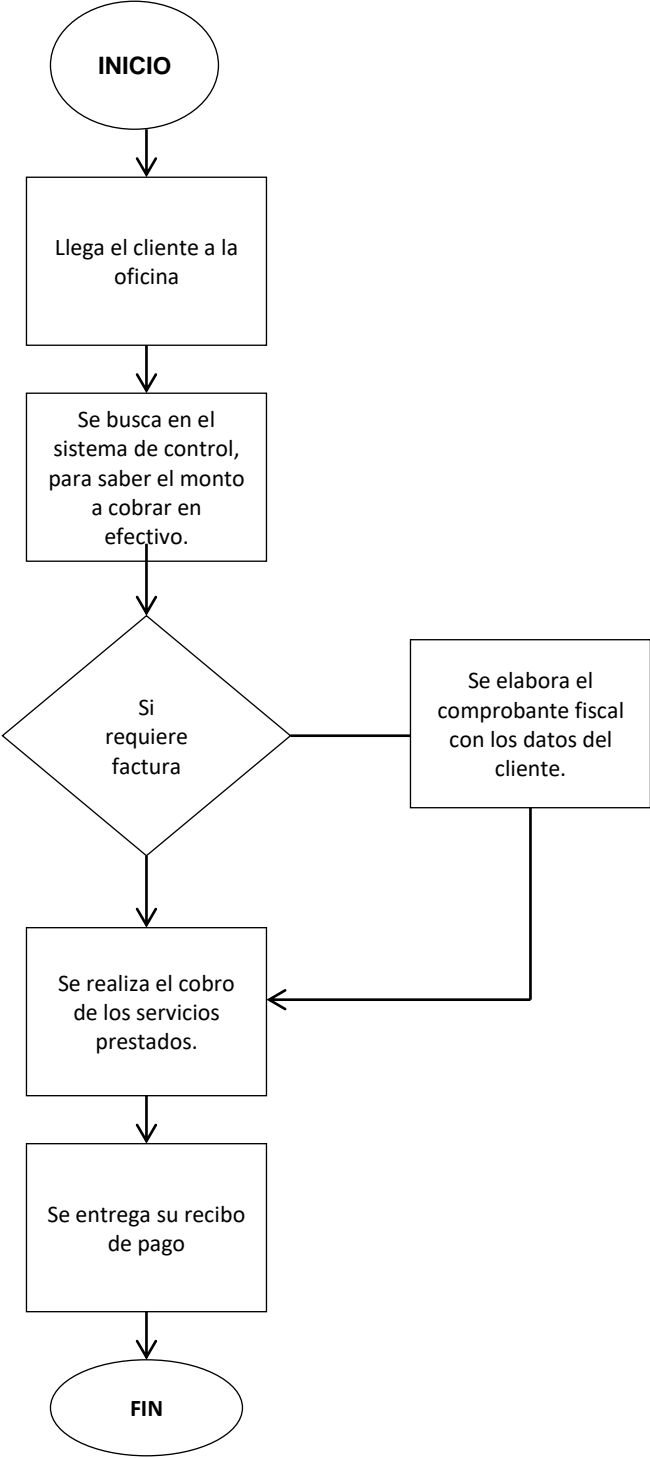 INICIO
Llega el cliente a la
oficina
Se busca en el
sistema de control,
para saber el monto
a cobrar en
efectivo.
Si
requiere
factura
Se elabora el
comprobante fiscal
con los datos del
cliente.
Se realiza el cobro
de los servicios
prestados.
Se entrega su recibo
de pago
FIN